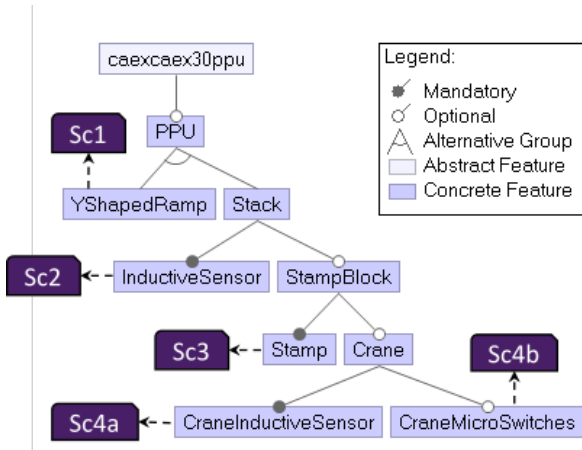 caexcaex30ppu
Legend:
Mandatory
Optional
Alternative Group
Abstract Feature
Concrete Feature
Sc1
PPU
YShapedRamp
Stack
Sc2
InductiveSensor
StampBlock
Sc3
Stamp
Crane
Sc4b
Sc4a
CraneInductiveSensor
CraneMicroSwitches